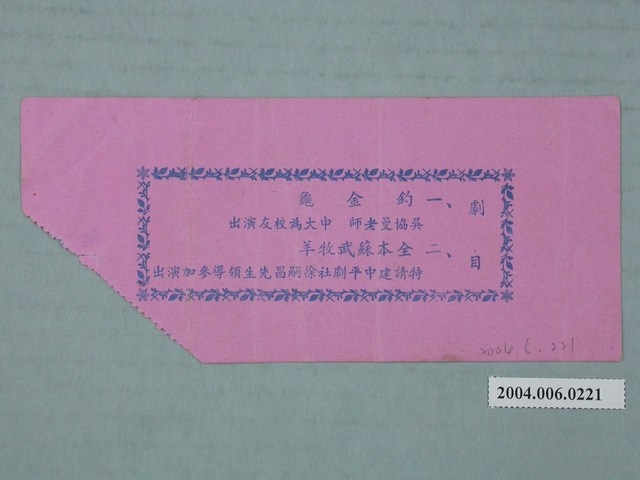 劇目
一、釣金龜
吳協曼老師 申大為校友演出
二、全本蘇武牧羊
特請建中平劇社徐嗣昌先生領導參加演出
2004.6.221
2004.006.0221